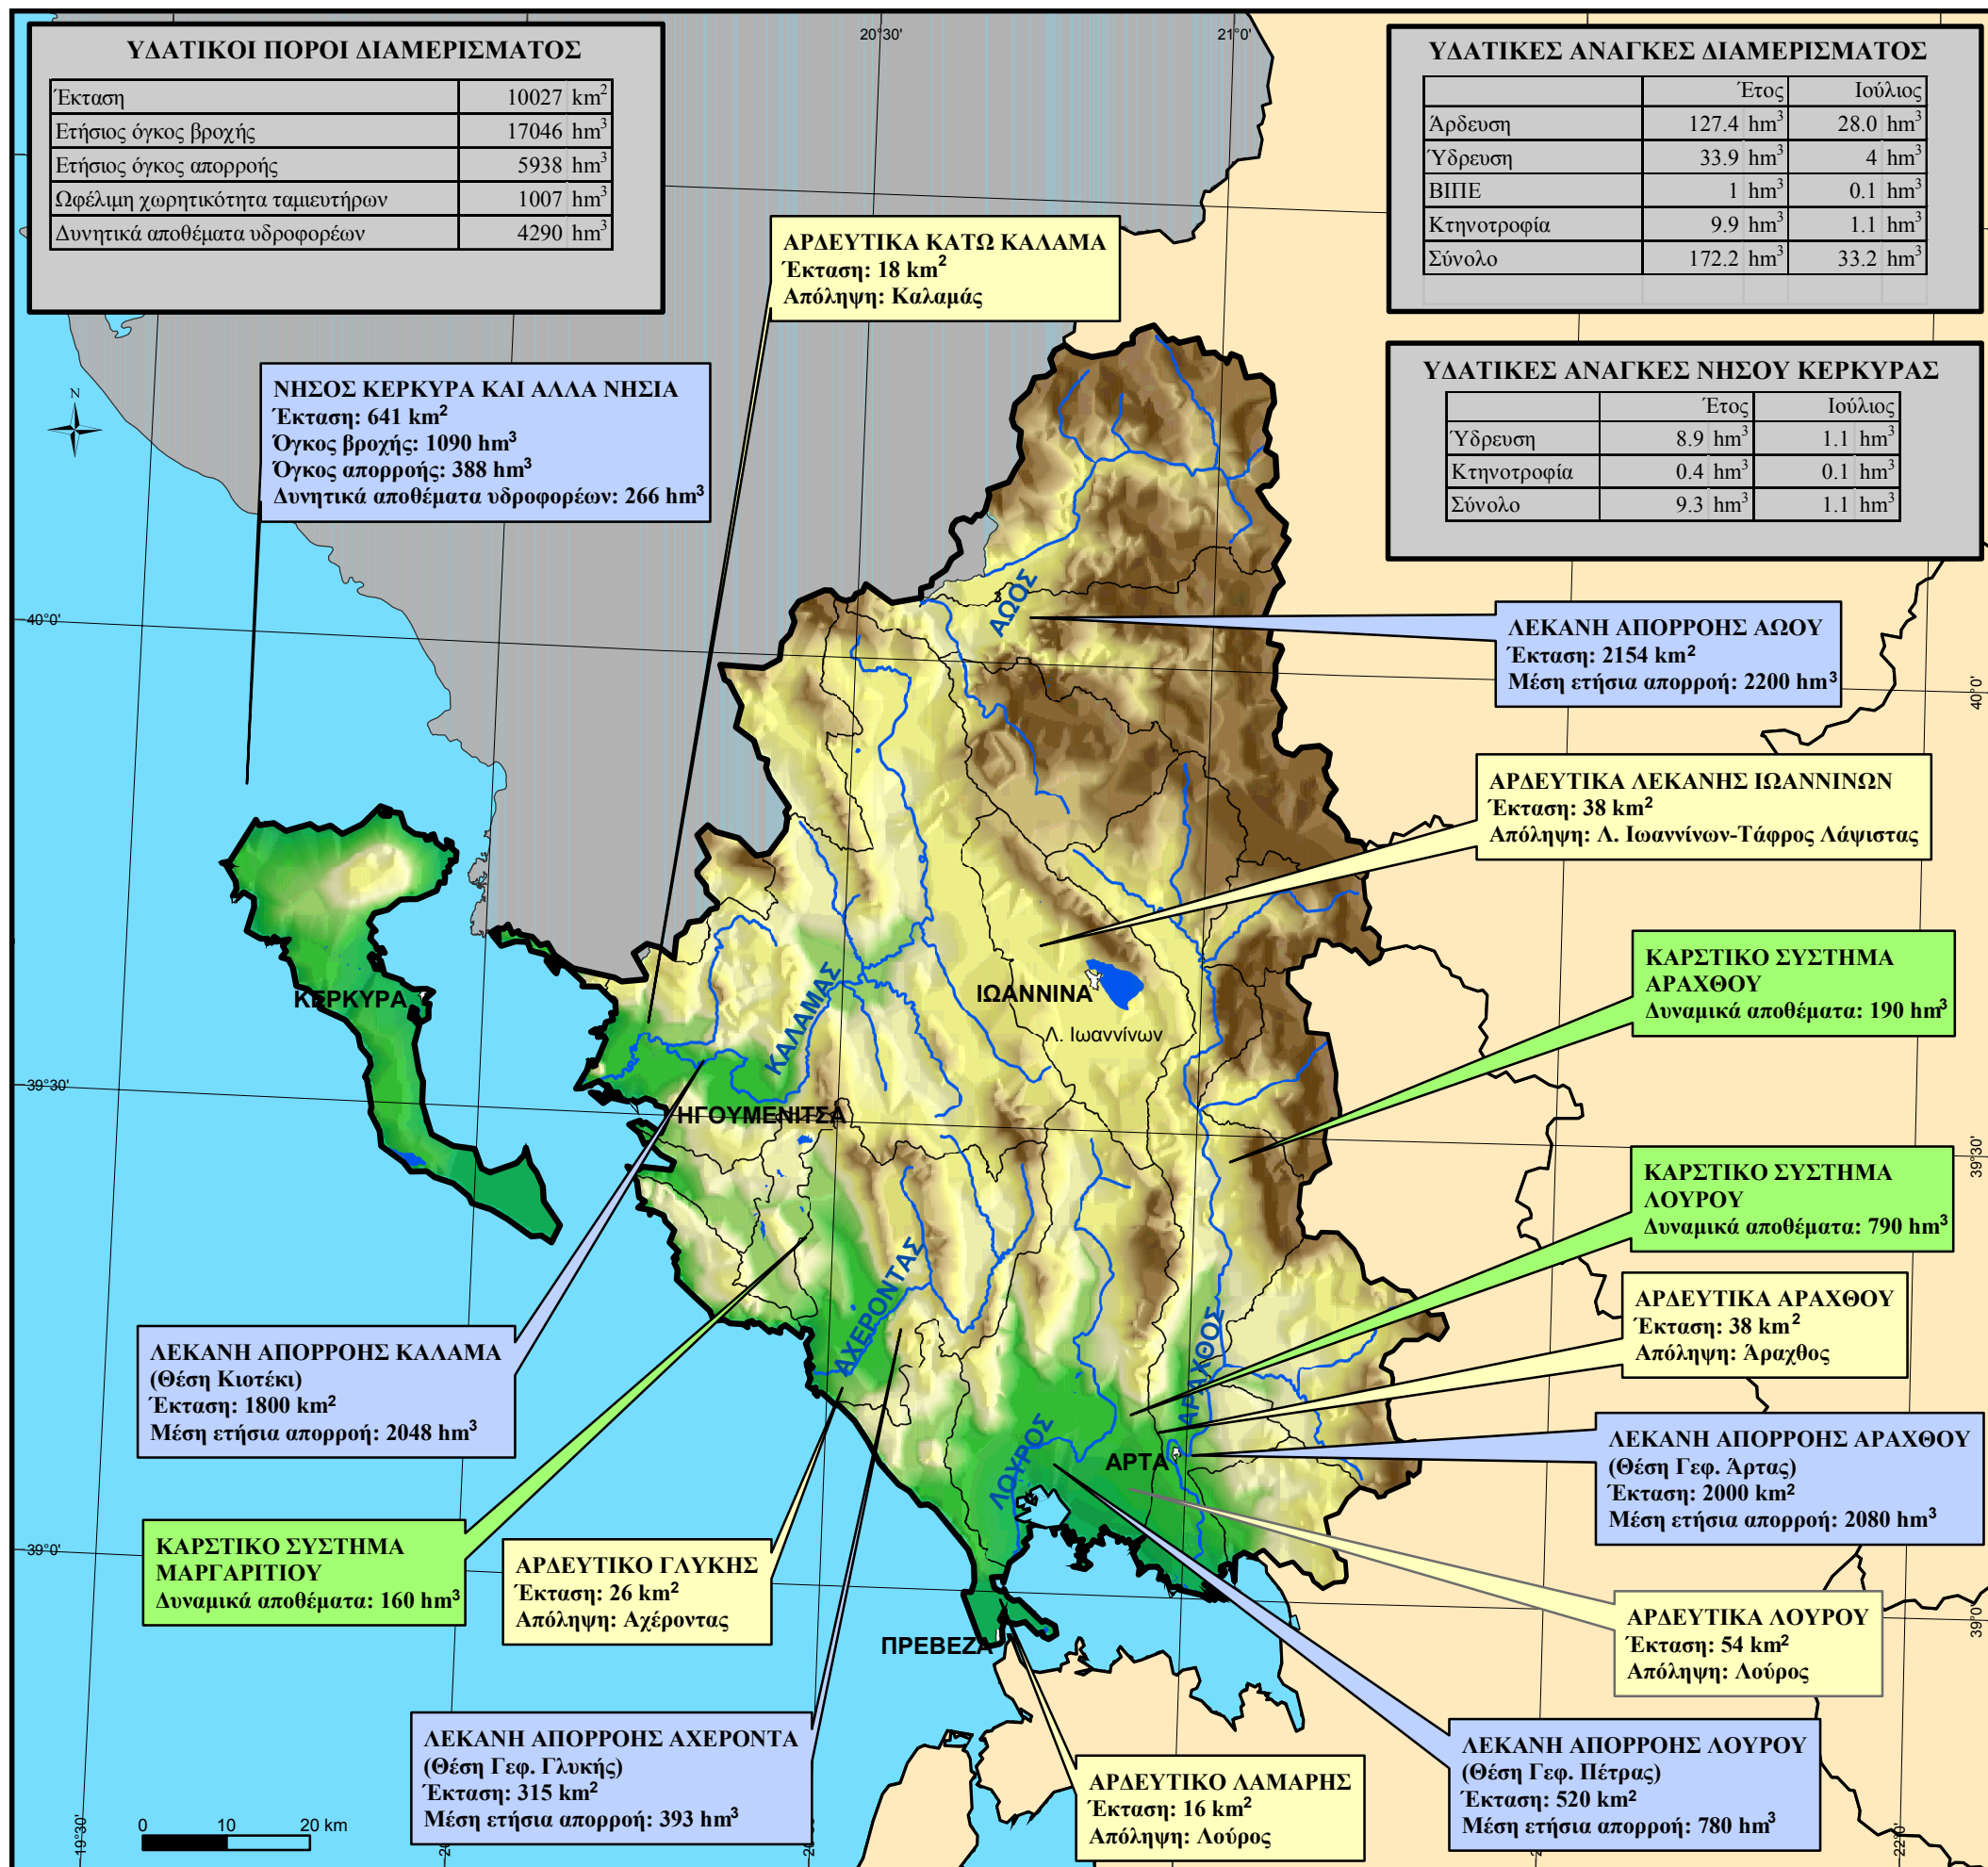 ΥΔΑΤΙΚΟΙ ΠΟΡΟΙ ΔΙΑΜΕΡΙΣΜΑΤΟΣ
Έκταση 10027 km²
Ετήσιος όγκος βροχής 17046 hm³
Ετήσιος όγκος απορροής 5938 hm³
Ωφέλιμη χωρητικότητα ταμιευτήρων 1007 hm³
Δυνητικά αποθέματα υδροφορέων 4290 hm³
20°30'
21°0'
ΥΔΑΤΙΚΕΣ ΑΝΑΓΚΕΣ ΔΙΑΜΕΡΙΣΜΑΤΟΣ
Έτος Ιούλιος
Άρδευση 127.4 hm³ 28.0 hm³
Ύδρευση 33.9 hm³ 4 hm³
ΒΙΠΕ 1 hm³ 0.1 hm³
Κτηνοτροφία 9.9 hm³ 1.1 hm³
Σύνολο 172.2 hm³ 33.2 hm³
ΑΡΔΕΥΤΙΚΑ ΚΑΤΩ ΚΑΛΑΜΑ
Έκταση: 18 km²
Απόληψη: Καλαμάς
ΥΔΑΤΙΚΕΣ ΑΝΑΓΚΕΣ ΝΗΣΟΥ ΚΕΡΚΥΡΑΣ
Έτος Ιούλιος
Ύδρευση 8.9 hm³ 1.1 hm³
Κτηνοτροφία 0.4 hm³ 0.1 hm³
Σύνολο 9.3 hm³ 1.1 hm³
ΝΗΣΟΣ ΚΕΡΚΥΡΑ ΚΑΙ ΑΛΛΑ ΝΗΣΙΑ
Έκταση: 641 km²
Όγκος βροχής: 1090 hm³
Όγκος απορροής: 388 hm³
Δυνητικά αποθέματα υδροφορέων: 266 hm³
N
40°0'
ΑΩΟΣ
3
ΛΕΚΑΝΗ ΑΠΟΡΡΟΗΣ ΑΩΟΥ
Έκταση: 2154 km²
Μέση ετήσια απορροή: 2200 hm³
40°0'
ΑΡΔΕΥΤΙΚΑ ΛΕΚΑΝΗΣ ΙΩΑΝΝΙΝΩΝ
Έκταση: 38 km²
Απόληψη: Λ. Ιωαννίνων-Τάφρος Λάψιστας
ΚΑΡΣΤΙΚΟ ΣΥΣΤΗΜΑ
ΑΡΑΧΘΟΥ
Δυναμικά αποθέματα: 190 hm³
ΚΕΡΚΥΡΑ
ΚΑΛΑΜΑΣ
ΙΩΑΝΝΙΝΑ
Λ. Ιωαννίνων
39°30'
ΗΓΟΥΜΕΝΙΤΣΑ
39°30'
ΚΑΡΣΤΙΚΟ ΣΥΣΤΗΜΑ
ΛΟΥΡΟΥ
Δυναμικά αποθέματα: 790 hm³
ΑΧΕΡΟΝΤΑΣ
ΑΡΑΧΘΟΣ
ΛΟΥΡΟΣ
ΑΡΤΑ
ΑΡΔΕΥΤΙΚΑ ΑΡΑΧΘΟΥ
Έκταση: 38 km²
Απόληψη: Άραχθος
ΛΕΚΑΝΗ ΑΠΟΡΡΟΗΣ ΚΑΛΑΜΑ
(Θέση Κιοτέκι)
Έκταση: 1800 km²
Μέση ετήσια απορροή: 2048 hm³
ΛΕΚΑΝΗ ΑΠΟΡΡΟΗΣ ΑΡΑΧΘΟΥ
(Θέση Γεφ. Άρτας)
Έκταση: 2000 km²
Μέση ετήσια απορροή: 2080 hm³
39°0'
ΚΑΡΣΤΙΚΟ ΣΥΣΤΗΜΑ
ΜΑΡΓΑΡΙΤΙΟΥ
Δυναμικά αποθέματα: 160 hm³
ΑΡΔΕΥΤΙΚΟ ΓΛΥΚΗΣ
Έκταση: 26 km²
Απόληψη: Αχέροντας
ΠΡΕΒΕΖΑ
ΑΡΔΕΥΤΙΚΑ ΛΟΥΡΟΥ
Έκταση: 54 km²
Απόληψη: Λούρος
39°0'
ΛΕΚΑΝΗ ΑΠΟΡΡΟΗΣ ΑΧΕΡΟΝΤΑ
(Θέση Γεφ. Γλυκής)
Έκταση: 315 km²
Μέση ετήσια απορροή: 393 hm³
ΑΡΔΕΥΤΙΚΟ ΛΑΜΑΡΗΣ
Έκταση: 16 km²
Απόληψη: Λούρος
ΛΕΚΑΝΗ ΑΠΟΡΡΟΗΣ ΛΟΥΡΟΥ
(Θέση Γεφ. Πέτρας)
Έκταση: 520 km²
Μέση ετήσια απορροή: 780 hm³
0 10 20 km
19°30'
22°0'